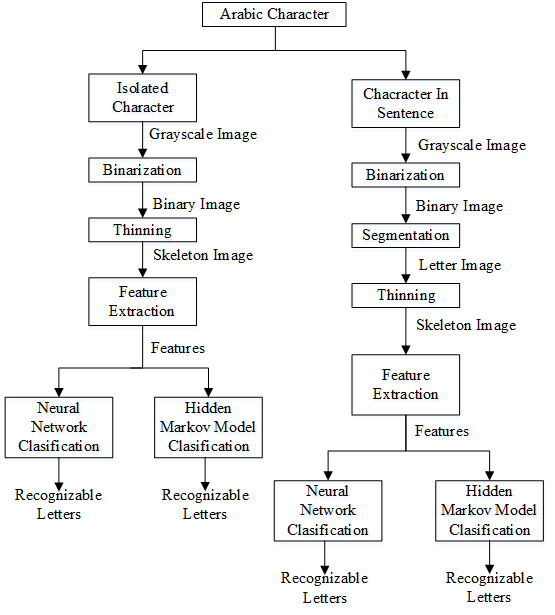 Arabic Character
Isolated
Character
Grayscale Image
Binarization
Binary Image
Thinning
Skeleton Image
Feature
Extraction
Features
Neural
Network
Clasification
Hidden
Markov Model
Clasification
Recognizable
Letters
Recognizable
Letters
Chacracter In
Sentence
Grayscale Image
Binarization
Binary Image
Segmentation
Letter Image
Thinning
Skeleton Image
Feature
Extraction
Features
Neural
Network
Clasification
Hidden
Markov Model
Clasification
Recognizable
Letters
Recognizable
Letters